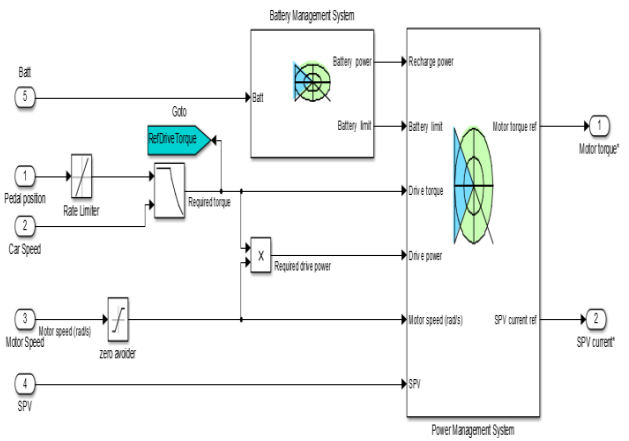 Battery Management System
Batt
5
Batt
Battery power
Battery limit
Goto
RefDriveTorque
1
Pedal position
Rate Limiter
2
Car Speed
Required torque
X
Required drive power
3
Motor Speed
Motor speed (rad/s)
zero avoider
4
SPV
Recharge power
Battery limit
Drive torque
Drive power
Motor speed (rad/s)
SPV
Motor torque ref
SPV current ref
Power Management System
1
Motor torque*
2
SPV current*